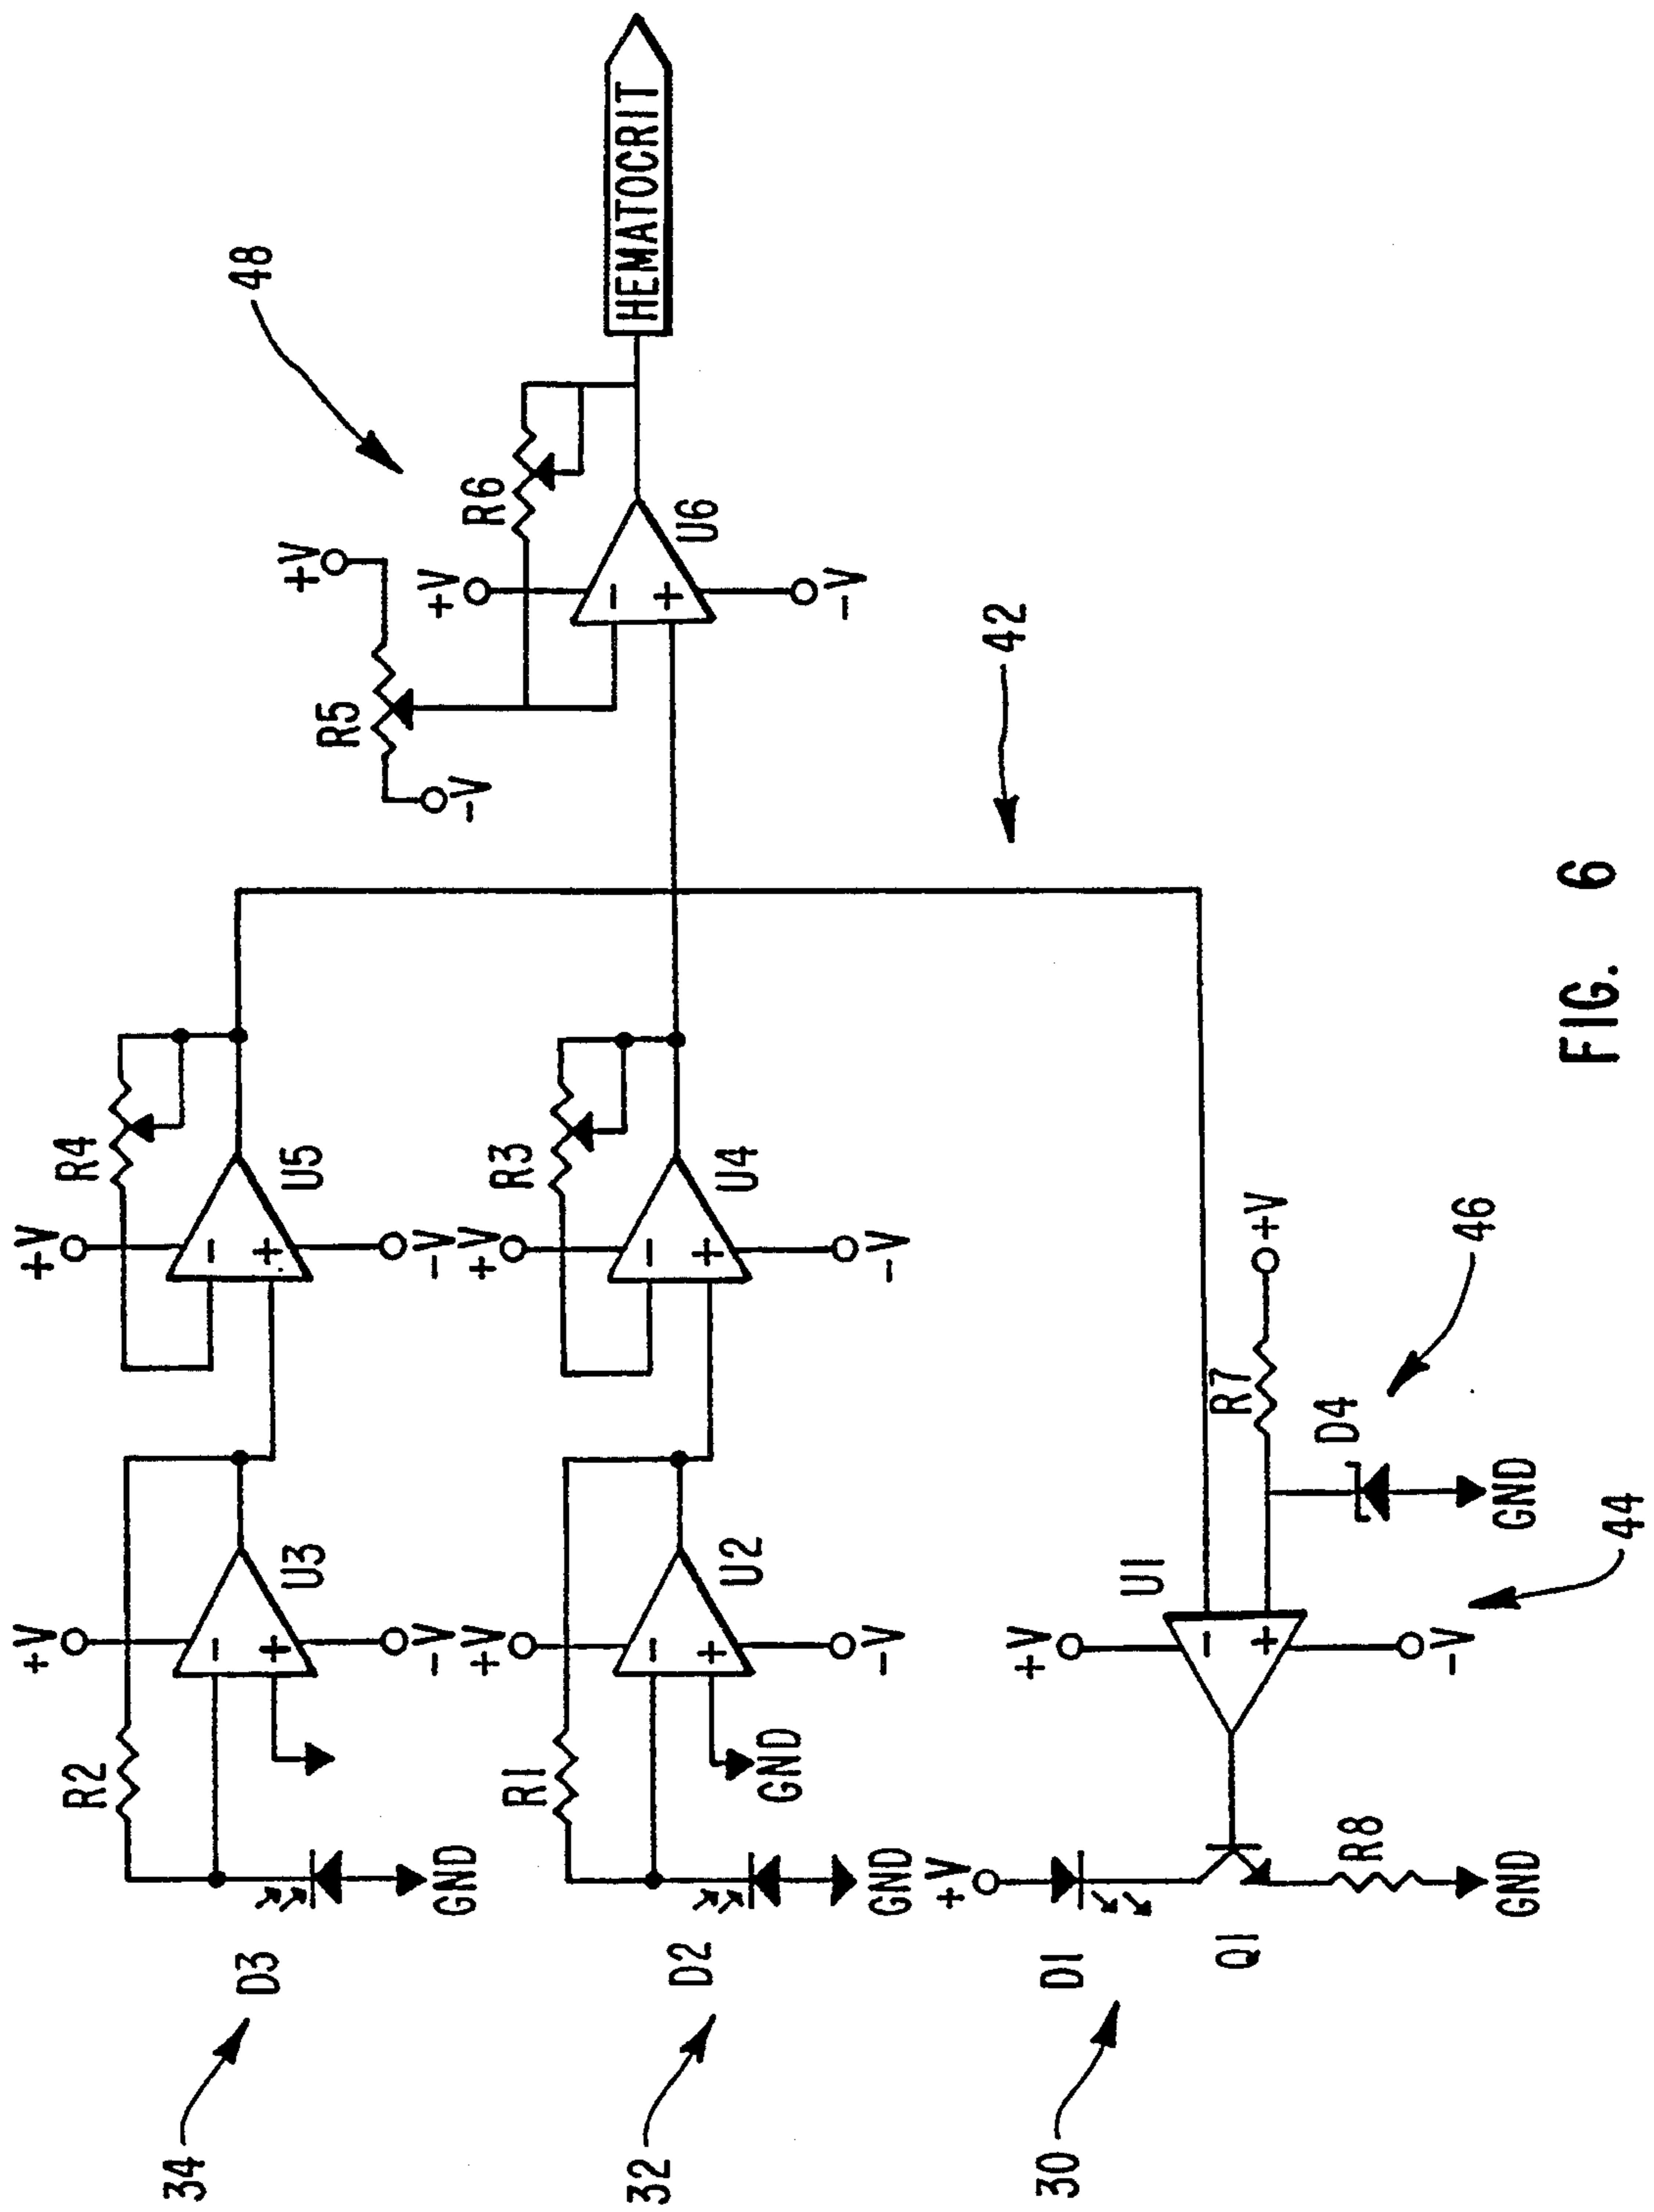 34
D3
GND
R2
+V
-V
U3
+V
-V
R4
U5
32
D2
GND
R1
GND
+V
-V
U2
+V
-V
R3
U4
-V
R5
+V
+V
-V
R6
U6
48
HEMATOCRIT
42
30
D1
+V
Q1
R8
GND
+V
-V
U1
44
R7
+V
D4
GND
46
FIG. 6